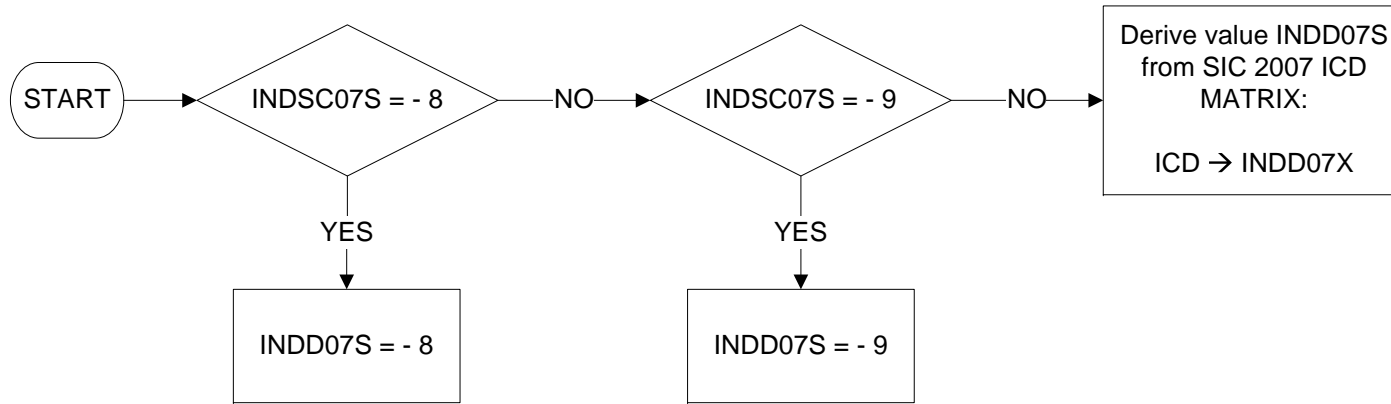 START
INDSC07S = - 8
NO
INDSC07S = - 9
NO
Derive value INDD07S
from SIC 2007 ICD
MATRIX:
ICD → INDD07X
YES
YES
INDD07S = - 8
INDD07S = - 9